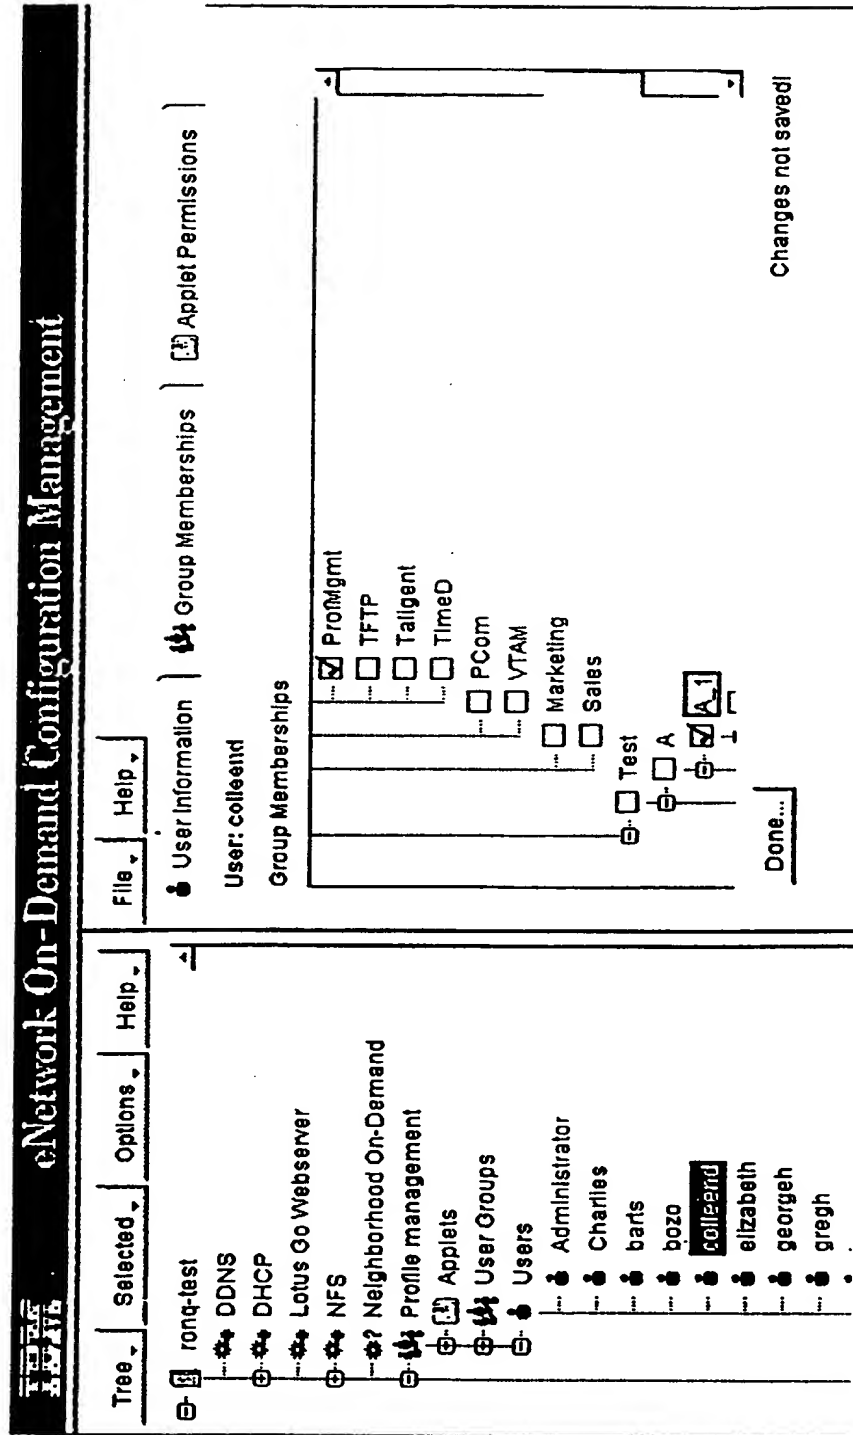 IBM eNetwork On-Demand Configuration Management
Tree Selected Options Help
ronq-test
DDNS
DHCP
Lotus Go Webserver
NFS
Neighborhood On-Demand
Profile management
Applets
User Groups
Users
Administrator
Charlies
barts
bozo
colleend
elizabeth
georgeh
gregh
File Help
User Information Group Memberships Applet Permissions
User: colleend
Group Memberships
ProfMgmt
TFTP
Taligent
TimeD
PCom
VTAM
Marketing
Sales
Test
A
A_1
Done...
Changes not saved!